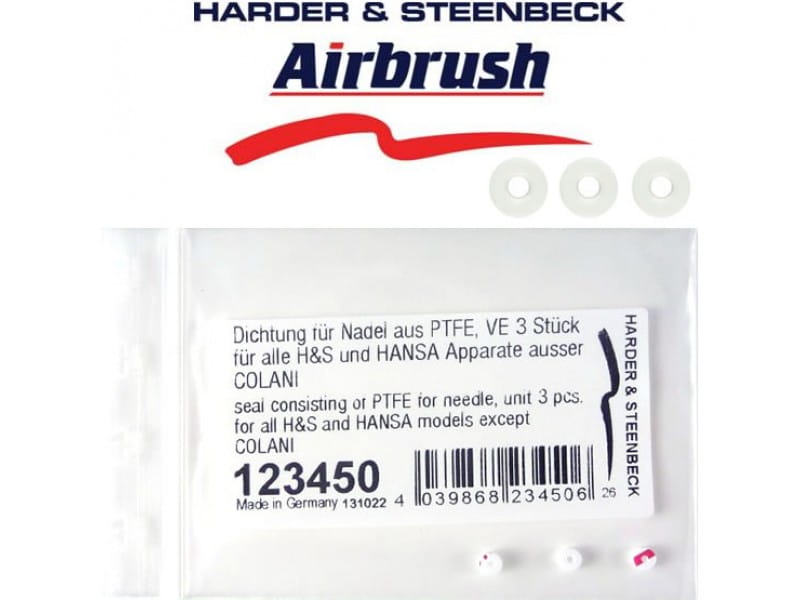 HARDER & STEENBECK
Airbrush
Dichtung für Nadel aus PTFE, VE 3 Stück
für alle H&S und HANSA Apparate ausser
COLANI
seal consisting of PTFE for needle, unit 3 pcs.
for all H&S and HANSA models except
COLANI
123450
Made in Germany 131022
4 039868 234506 26
HARDER & STEENBECK